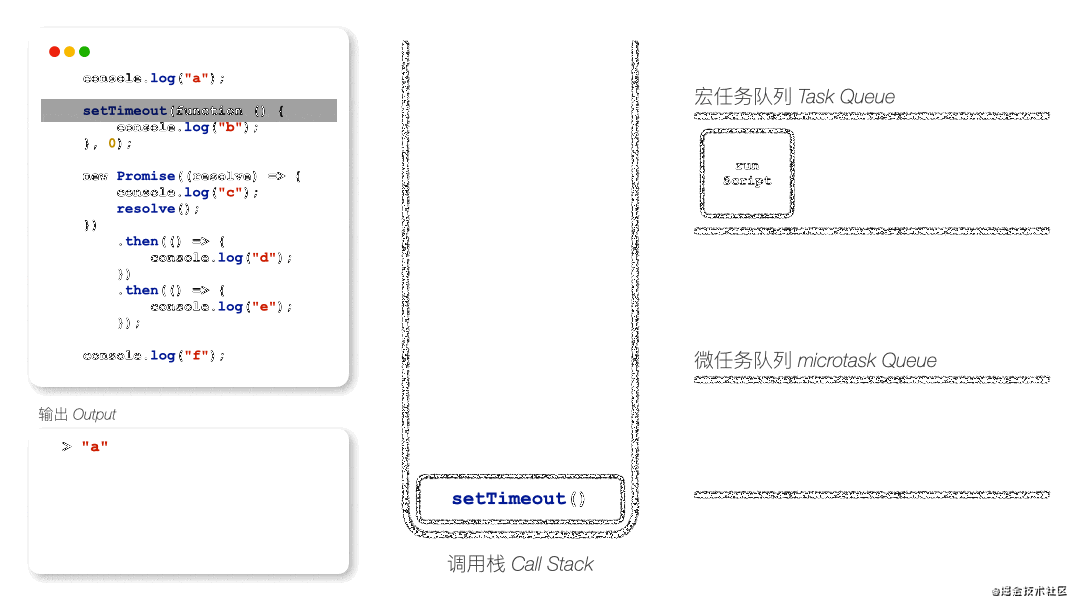 console.log("a");
setTimeout(function () {
console.log("b");
}, 0);
new Promise((resolve) => {
console.log("c");
resolve();
})
.then(() => {
console.log("d");
})
.then(() => {
console.log("e");
});
console.log("f");
输出 Output
> "a"
setTimeout()
调用栈 Call Stack
宏任务队列 Task Queue
run
Script
微任务队列 microtask Queue
@掘金技术社区